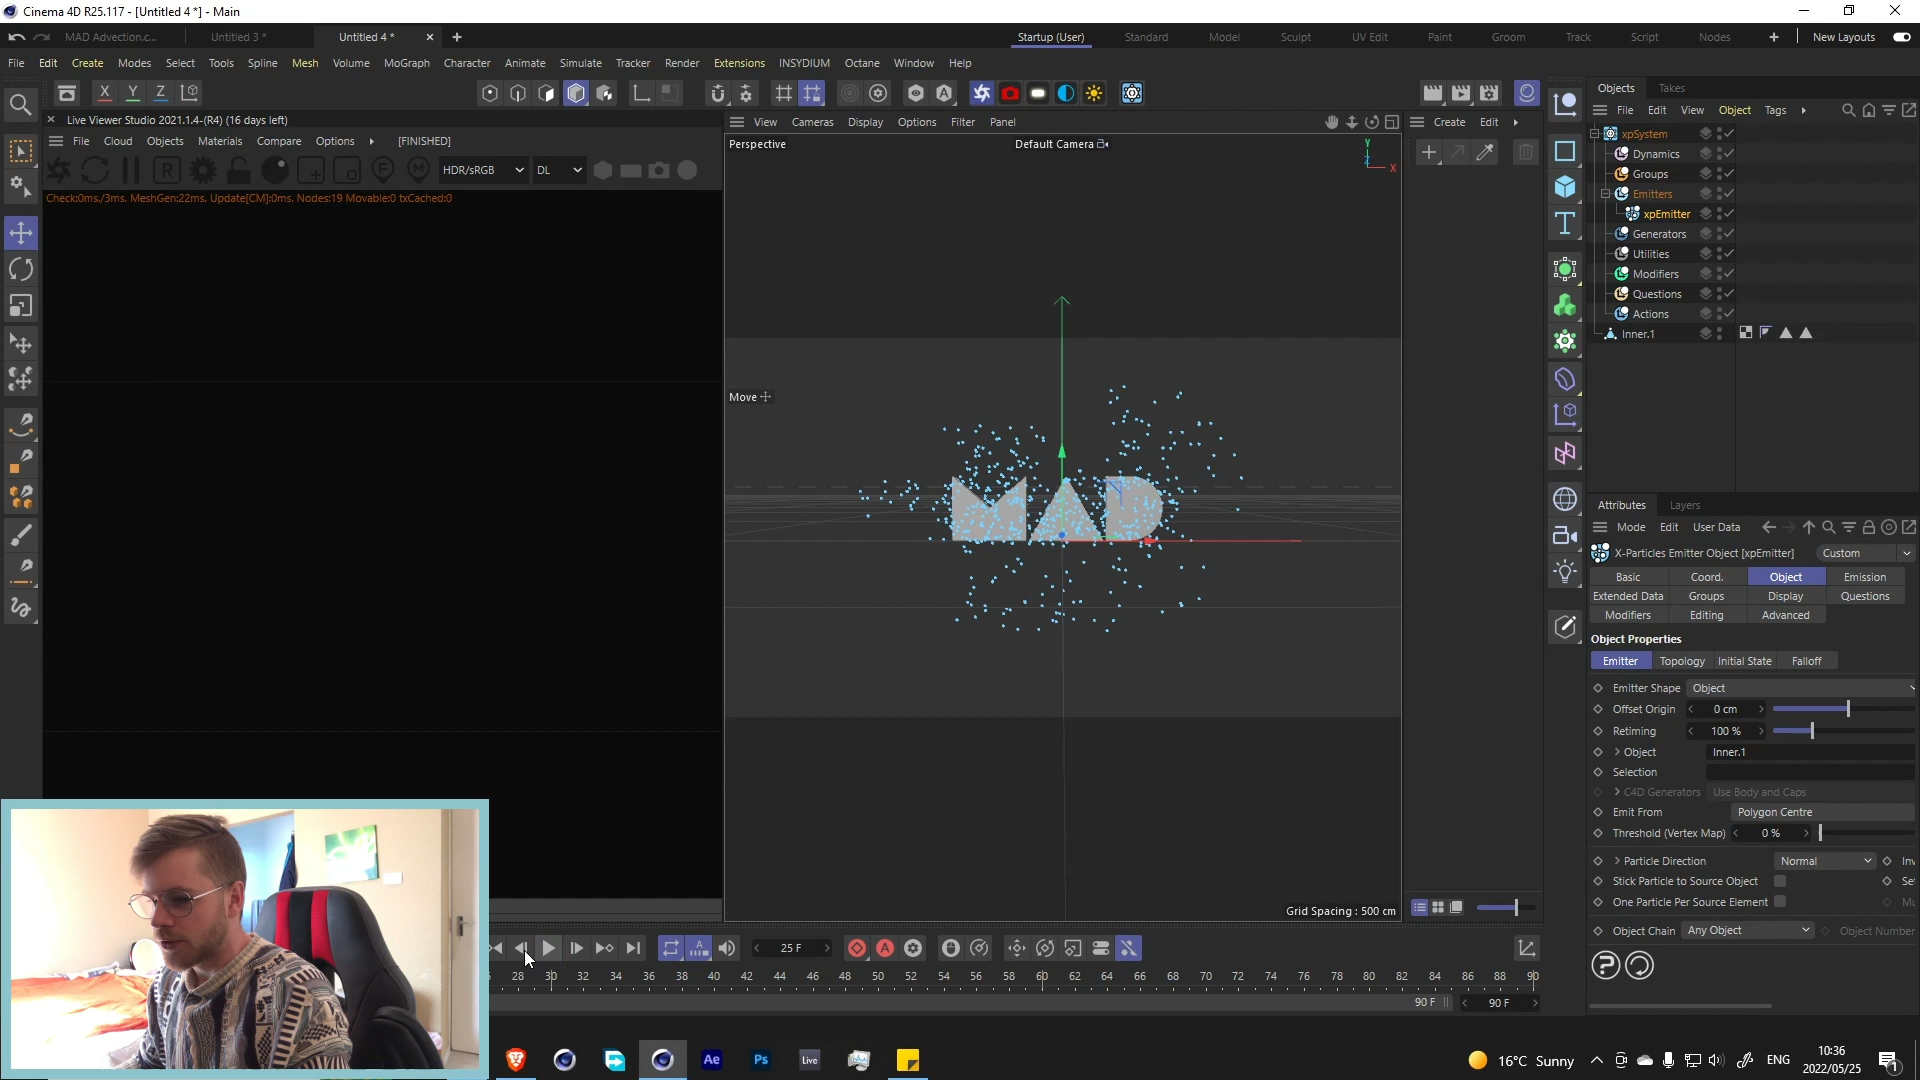 Cinema 4D R25.117 - [Untitled 4 *] - Main
MAD Advection.c... Untitled 3 * Untitled 4 * Startup (User) Standard Model Sculpt UV Edit Paint Groom Track Script Nodes New Layouts
File Edit Create Modes Select Tools Spline Mesh Volume MoGraph Character Animate Simulate Tracker Render Extensions INSYDIUM Octane Window Help
X Y Z
Objects Takes
File Edit View Object Tags
Live Viewer Studio 2021.1.4-(R4) (16 days left)
View Cameras Display Options Filter Panel
Create Edit
File Cloud Objects Materials Compare Options [FINISHED]
Perspective
Default Camera
HDR/sRGB DL
Check:0ms./3ms. MeshGen:22ms. Update[CM]:0ms. Nodes:19 Movable:0 txCached:0
Y
Z
X
xpSystem
Dynamics
Groups
Emitters
xpEmitter
Generators
Utilities
Modifiers
Questions
Actions
Inner.1
Move
Attributes Layers
Mode Edit User Data
X-Particles Emitter Object [xpEmitter] Custom
Basic Coord. Object Emission
Extended Data Groups Display Questions
Modifiers Editing Advanced
Object Properties
Emitter Topology Initial State Falloff
Emitter Shape Object
Offset Origin 0 cm
Retiming 100 %
Object Inner.1
Selection
C4D Generators Use Body and Caps
Emit From Polygon Centre
Threshold (Vertex Map) 0 %
Particle Direction Normal Inv
Stick Particle to Source Object Se
One Particle Per Source Element Mu
Object Chain Any Object Object Number
Grid Spacing : 500 cm
25 F
28 30 32 34 36 38 40 42 44 46 48 50 52 54 56 58 60 62 64 66 68 70 72 74 76 78 80 82 84 86 88 90
90 F 90 F
Ae Ps Live
16°C Sunny ENG
10:36
2022/05/25
1